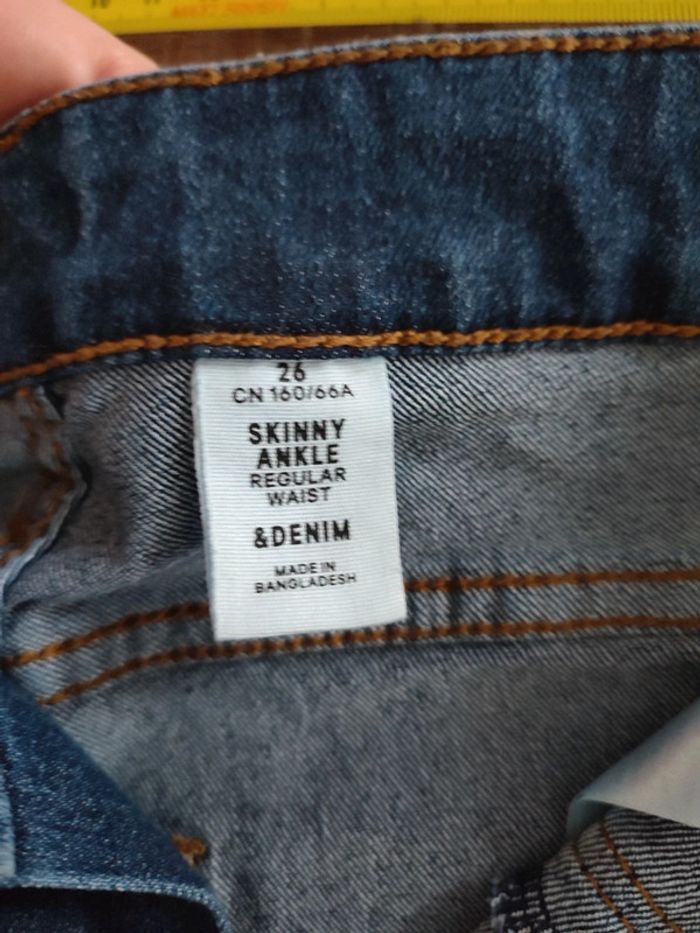 26
CN 160/66A
SKINNY
ANKLE
REGULAR
WAIST
&DENIM
MADE IN
BANGLADESH